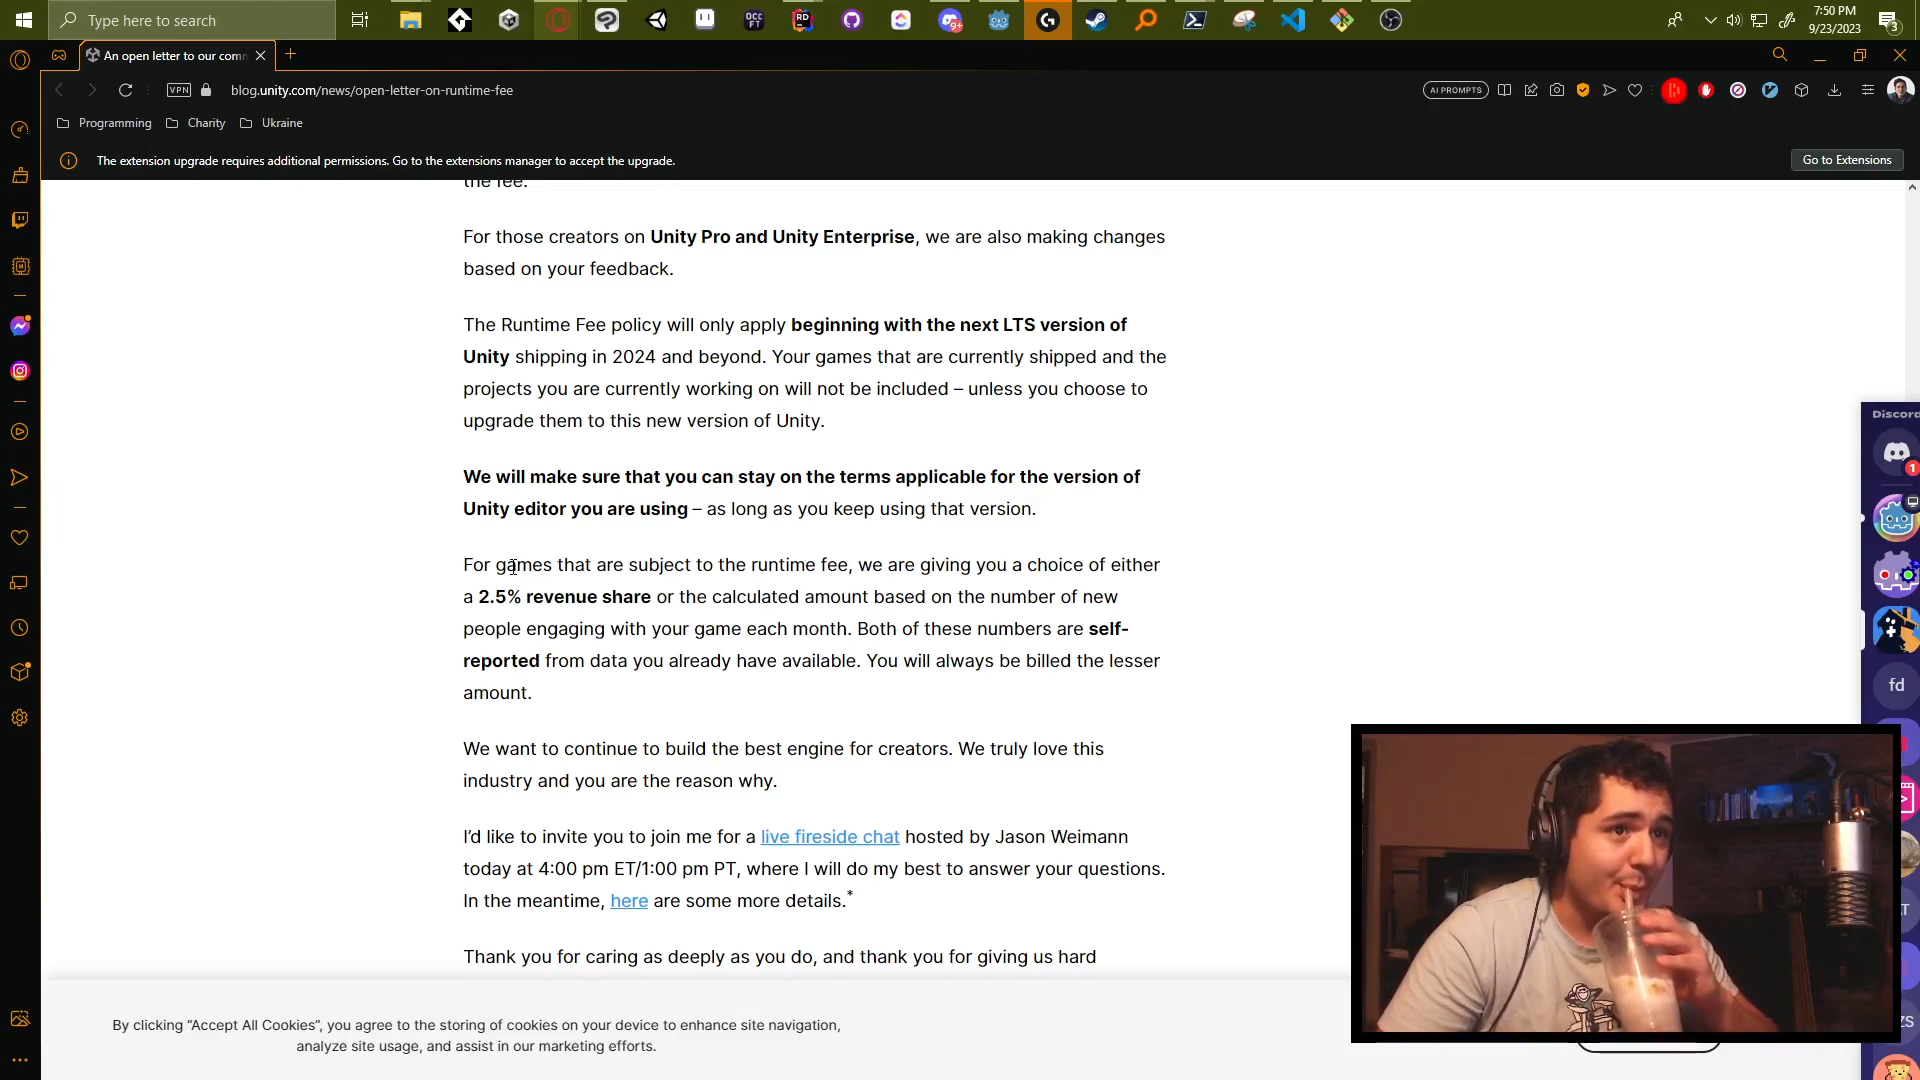 Type here to search
7:50 PM
9/23/2023
3
An open letter to our comm
VPN
blog.unity.com/news/open-letter-on-runtime-fee
AI PROMPTS
Programming
Charity
Ukraine
The extension upgrade requires additional permissions. Go to the extensions manager to accept the upgrade.
Go to Extensions
the fee.
For those creators on Unity Pro and Unity Enterprise, we are also making changes
based on your feedback.
The Runtime Fee policy will only apply beginning with the next LTS version of
Unity shipping in 2024 and beyond. Your games that are currently shipped and the
projects you are currently working on will not be included – unless you choose to
upgrade them to this new version of Unity.
We will make sure that you can stay on the terms applicable for the version of
Unity editor you are using – as long as you keep using that version.
For games that are subject to the runtime fee, we are giving you a choice of either
a 2.5% revenue share or the calculated amount based on the number of new
people engaging with your game each month. Both of these numbers are self-
reported from data you already have available. You will always be billed the lesser
amount.
We want to continue to build the best engine for creators. We truly love this
industry and you are the reason why.
I'd like to invite you to join me for a live fireside chat hosted by Jason Weimann
today at 4:00 pm ET/1:00 pm PT, where I will do my best to answer your questions.
In the meantime, here are some more details.*
Thank you for caring as deeply as you do, and thank you for giving us hard
By clicking “Accept All Cookies”, you agree to the storing of cookies on your device to enhance site navigation,
analyze site usage, and assist in our marketing efforts.
Discord
1
fd